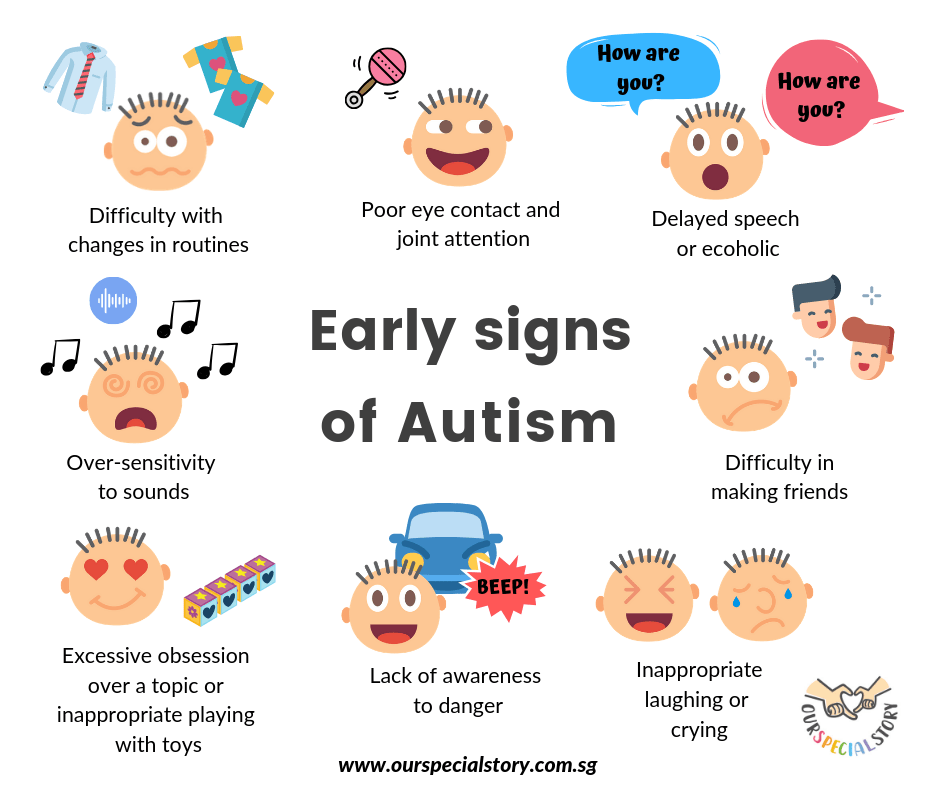 How are
you?
How are
you?
Difficulty with
changes in routines
Poor eye contact and
joint attention
Delayed speech
or ecoholic
Early signs
of Autism
Over-sensitivity
to sounds
Difficulty in
making friends
BEEP!
Excessive obsession
over a topic or
inappropriate playing
with toys
Lack of awareness
to danger
Inappropriate
laughing or
crying
OURSPECIALSTORY
www.ourspecialstory.com.sg